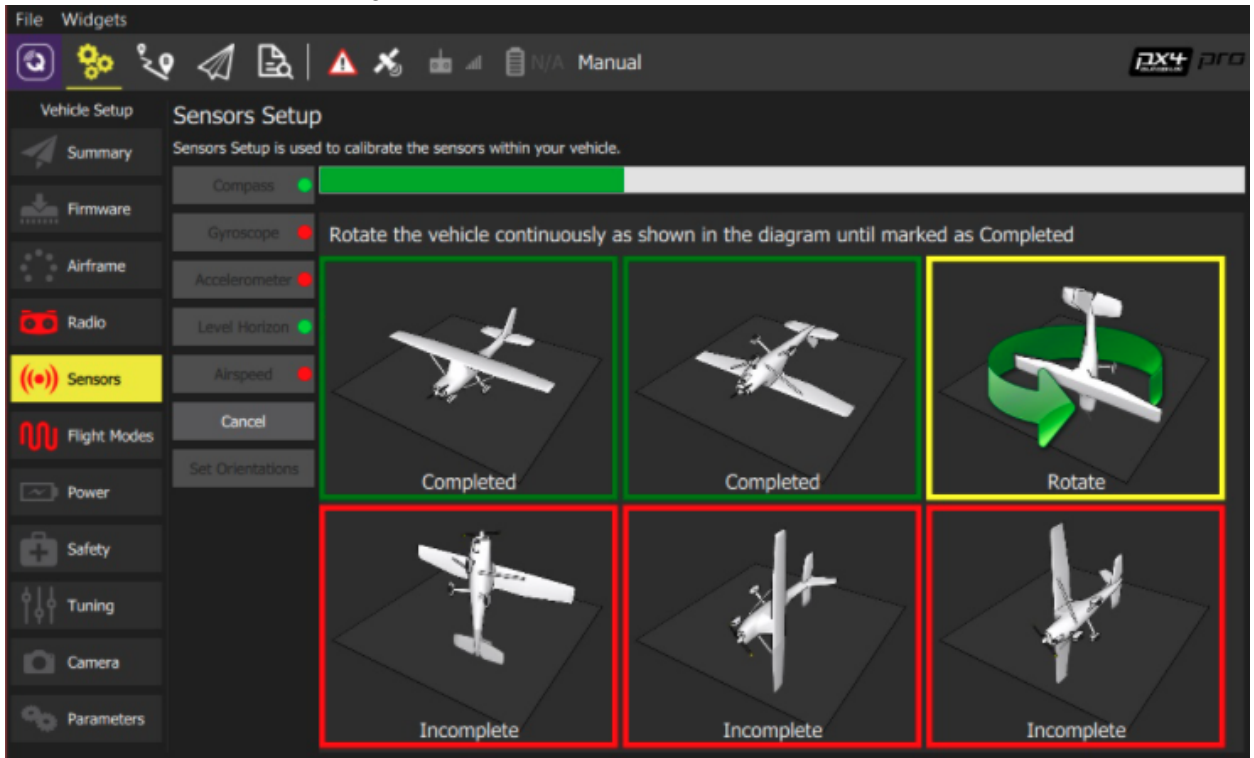 File Widgets
N/A Manual
px4 pro
Vehicle Setup
Summary
Firmware
Airframe
Radio
Sensors
Flight Modes
Power
Safety
Tuning
Camera
Parameters
Sensors Setup
Sensors Setup is used to calibrate the sensors within your vehicle.
Compass
Gyroscope
Accelerometer
Level Horizon
Airspeed
Cancel
Set Orientations
Rotate the vehicle continuously as shown in the diagram until marked as Completed
Completed
Completed
Rotate
Incomplete
Incomplete
Incomplete